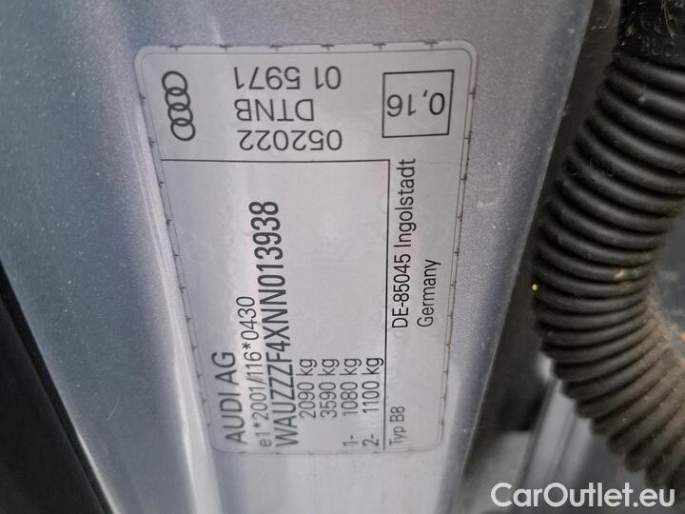 AUDI AG
e1*2001/116*0430
WAUZZZF4XNN013938
2090 kg
3590 kg
1- 1080 kg
2- 1100 kg
Typ B8
DE-85045 Ingolstadt
Germany
052022
DTNB
01 5971
0,16
CarOutlet.eu